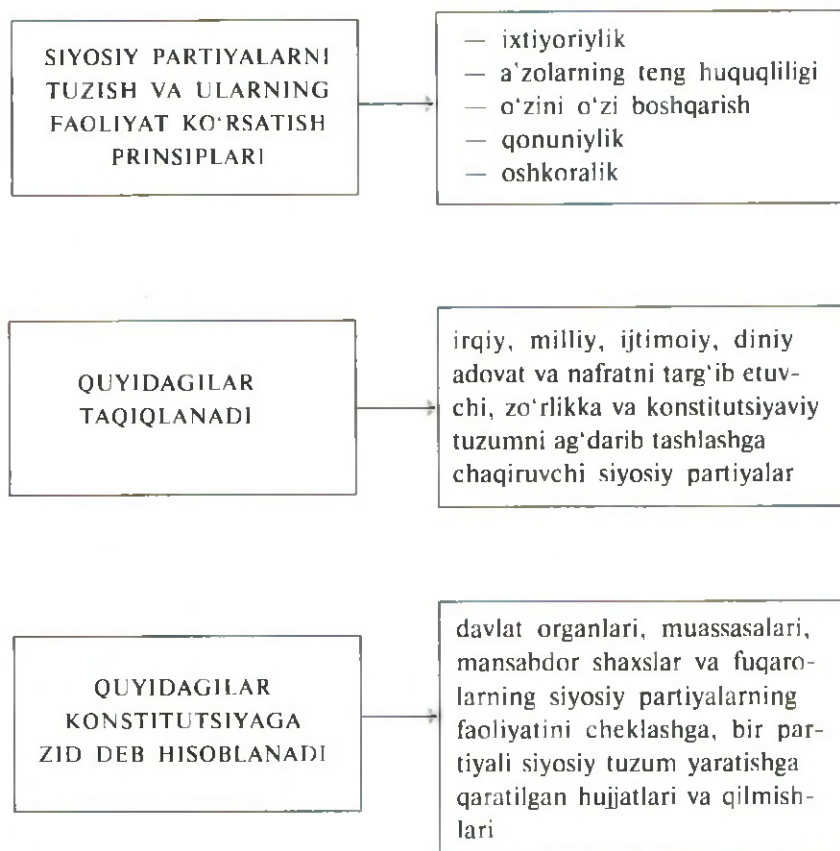 SIYOSIY PARTIYALARNI
TUZISH VA ULARNING
FAOLIYAT KO‘RSATISH
PRINSIPLARI
— ixtiyoriylik
— a’zolarning teng huquqliligi
— o‘zini o‘zi boshqarish
— qonuniylik
— oshkoralik
QUYIDAGILAR
TAQIQLANADI
irqiy, milliy, ijtimoiy, diniy
adovat va nafratni targ‘ib etuv-
chi, zo‘rlikka va konstitutsiyaviy
tuzumni ag‘darib tashlashga
chaqiruvchi siyosiy partiyalar
QUYIDAGILAR
KONSTITUTSIYAGA
ZID DEB HISOBLANADI
davlat organlari, muassasalari,
mansabdor shaxslar va fuqaro-
larning siyosiy partiyalarning
faoliyatini cheklashga, bir par-
tiyali siyosiy tuzum yaratishga
qaratilgan hujjatlari va qilmish-
lari